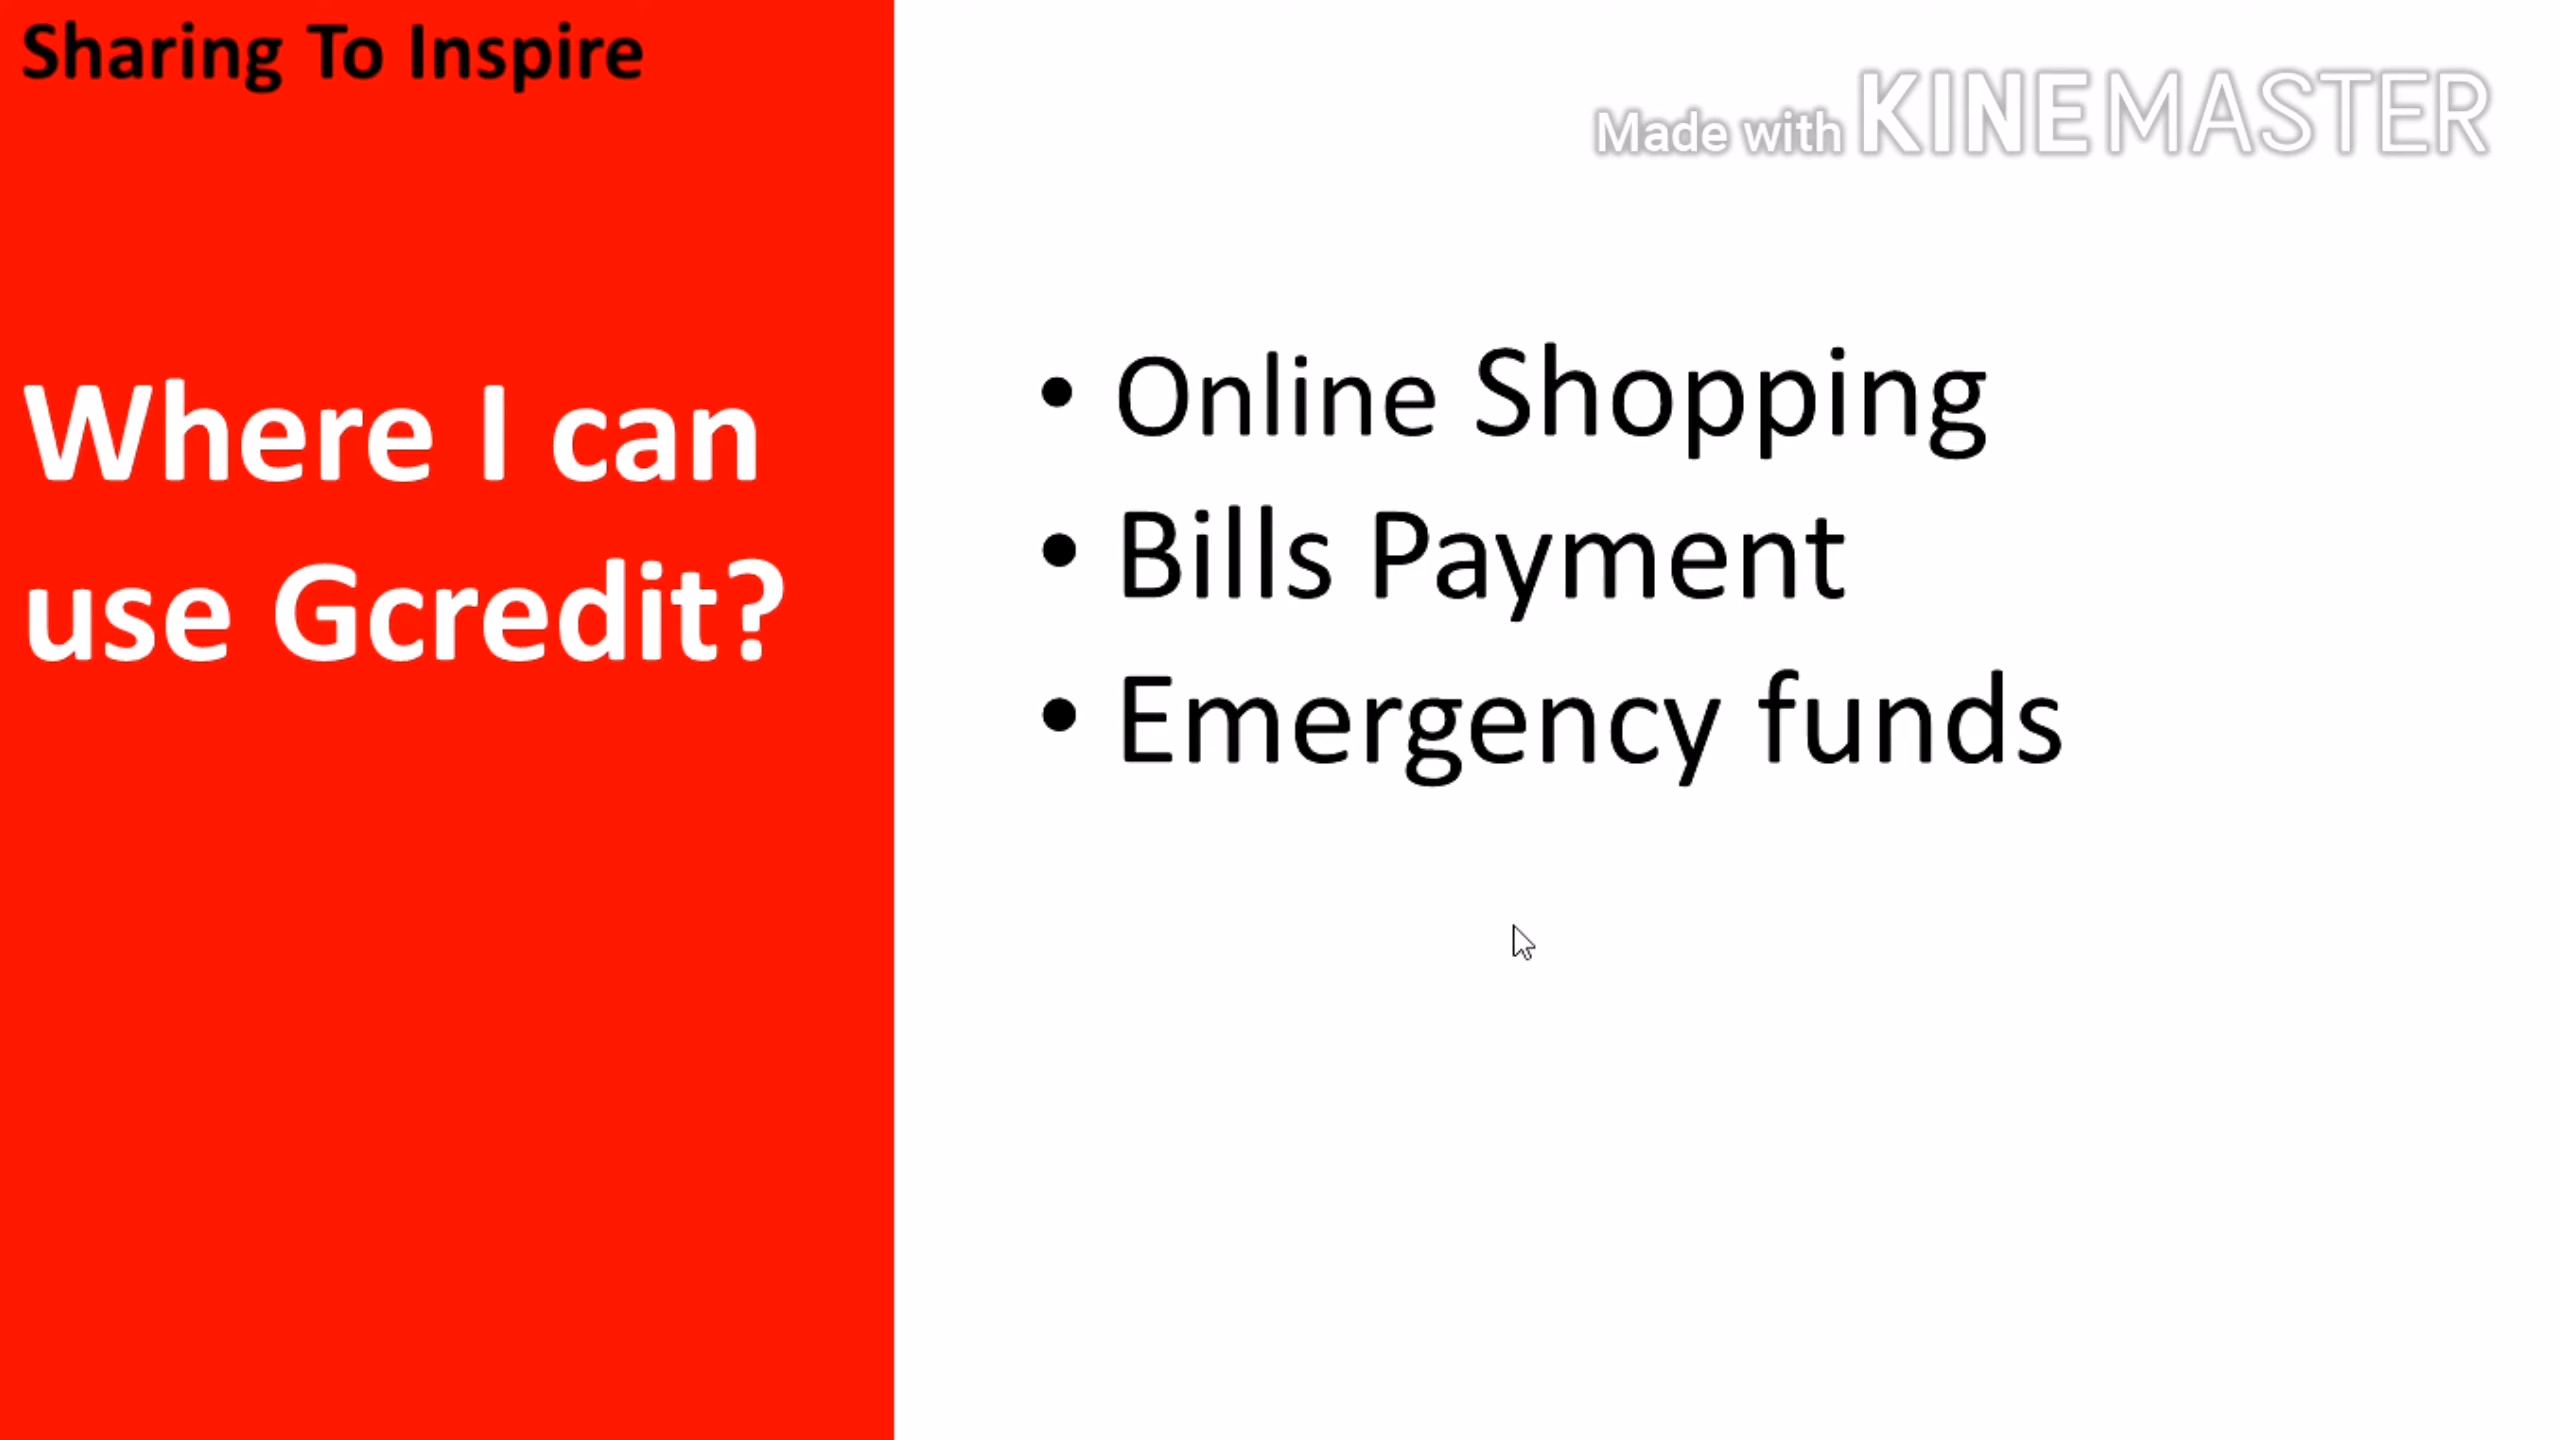 Sharing To Inspire
Made with KINEMASTER
Where I can
use Gcredit?
• Online Shopping
• Bills Payment
• Emergency funds